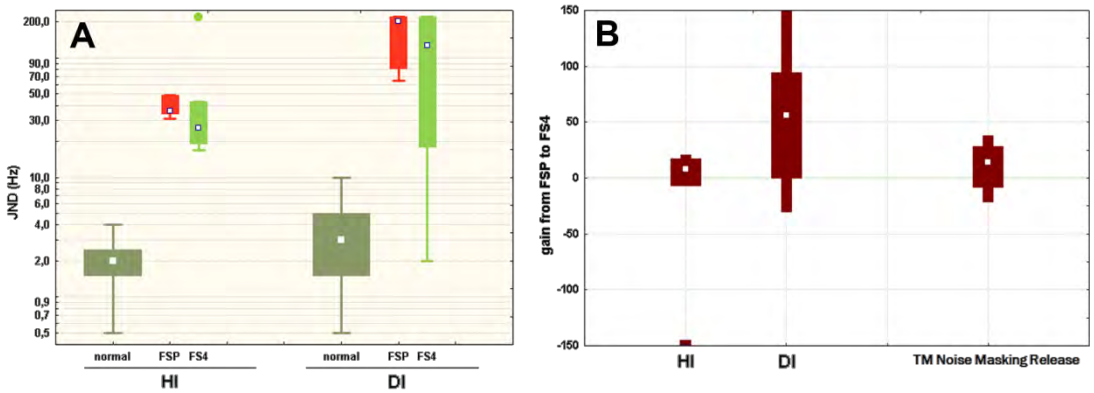 A
JND (Hz)
200,0
90,0
70,0
50,0
30,0
10,0
8,0
6,0
4,0
2,0
0,9
0,7
0,5
normal FSP FS4 normal FSP FS4
HI DI
B
gain from FSP to FS4
150
100
50
0
-50
-100
-150
HI DI TM Noise Masking Release